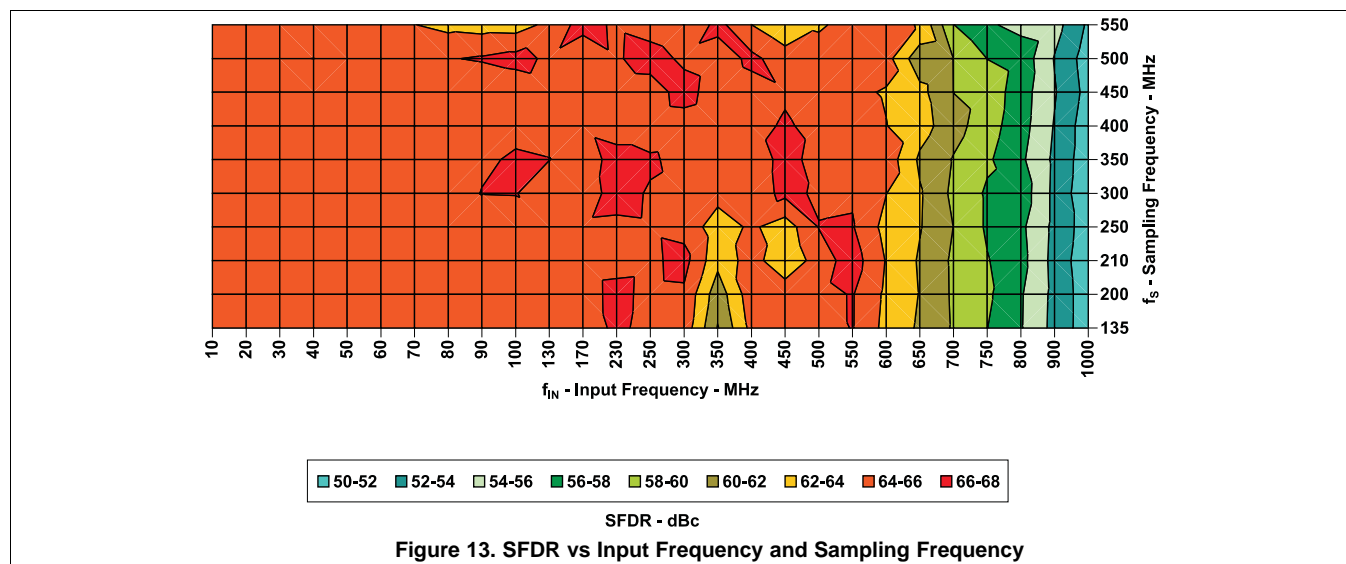 550
500
450
400
350
300
250
210
200
135
fS - Sampling Frequency - MHz
10 20 30 40 50 60 70 80 90 100 130 170 230 250 300 350 400 450 500 550 600 650 700 750 800 900 1000
fIN - Input Frequency - MHz
50-52 52-54 54-56 56-58 58-60 60-62 62-64 64-66 66-68
SFDR - dBc
Figure 13. SFDR vs Input Frequency and Sampling Frequency